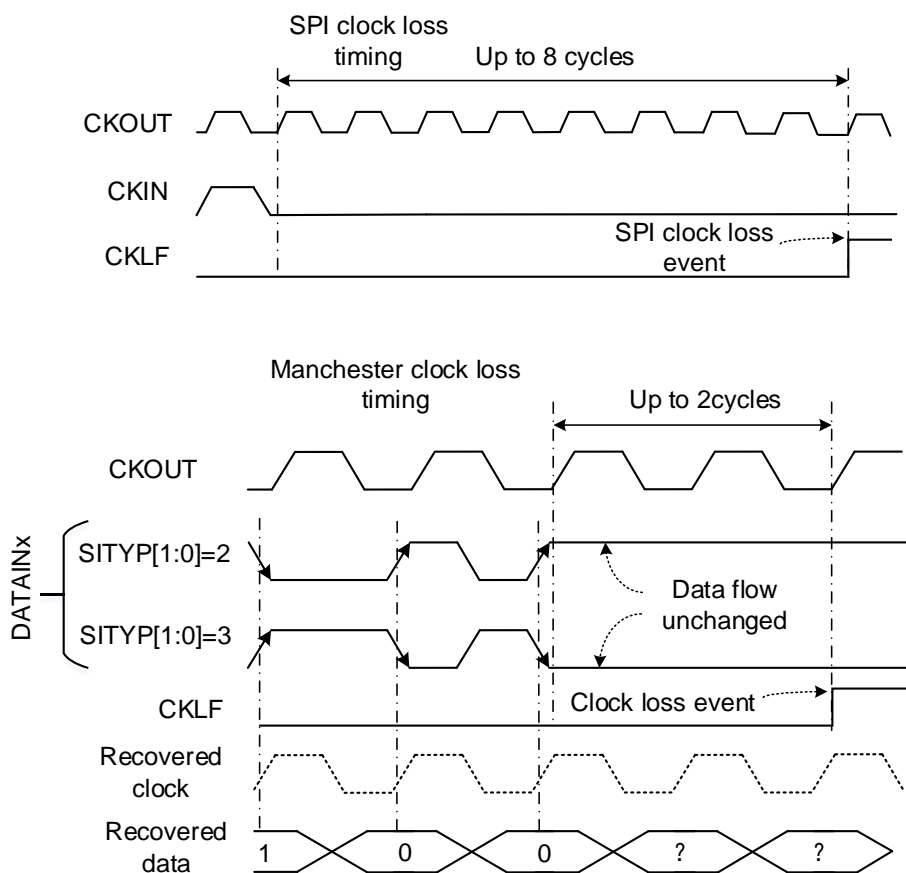 SPI clock loss
timing
Up to 8 cycles
CKOUT
CKIN
CKLF
SPI clock loss
event
Manchester clock loss
timing
Up to 2cycles
CKOUT
DATAINx
SITYP[1:0]=2
Data flow
unchanged
SITYP[1:0]=3
CKLF
Clock loss event
Recovered
clock
Recovered
data
1 0 0 ? ?